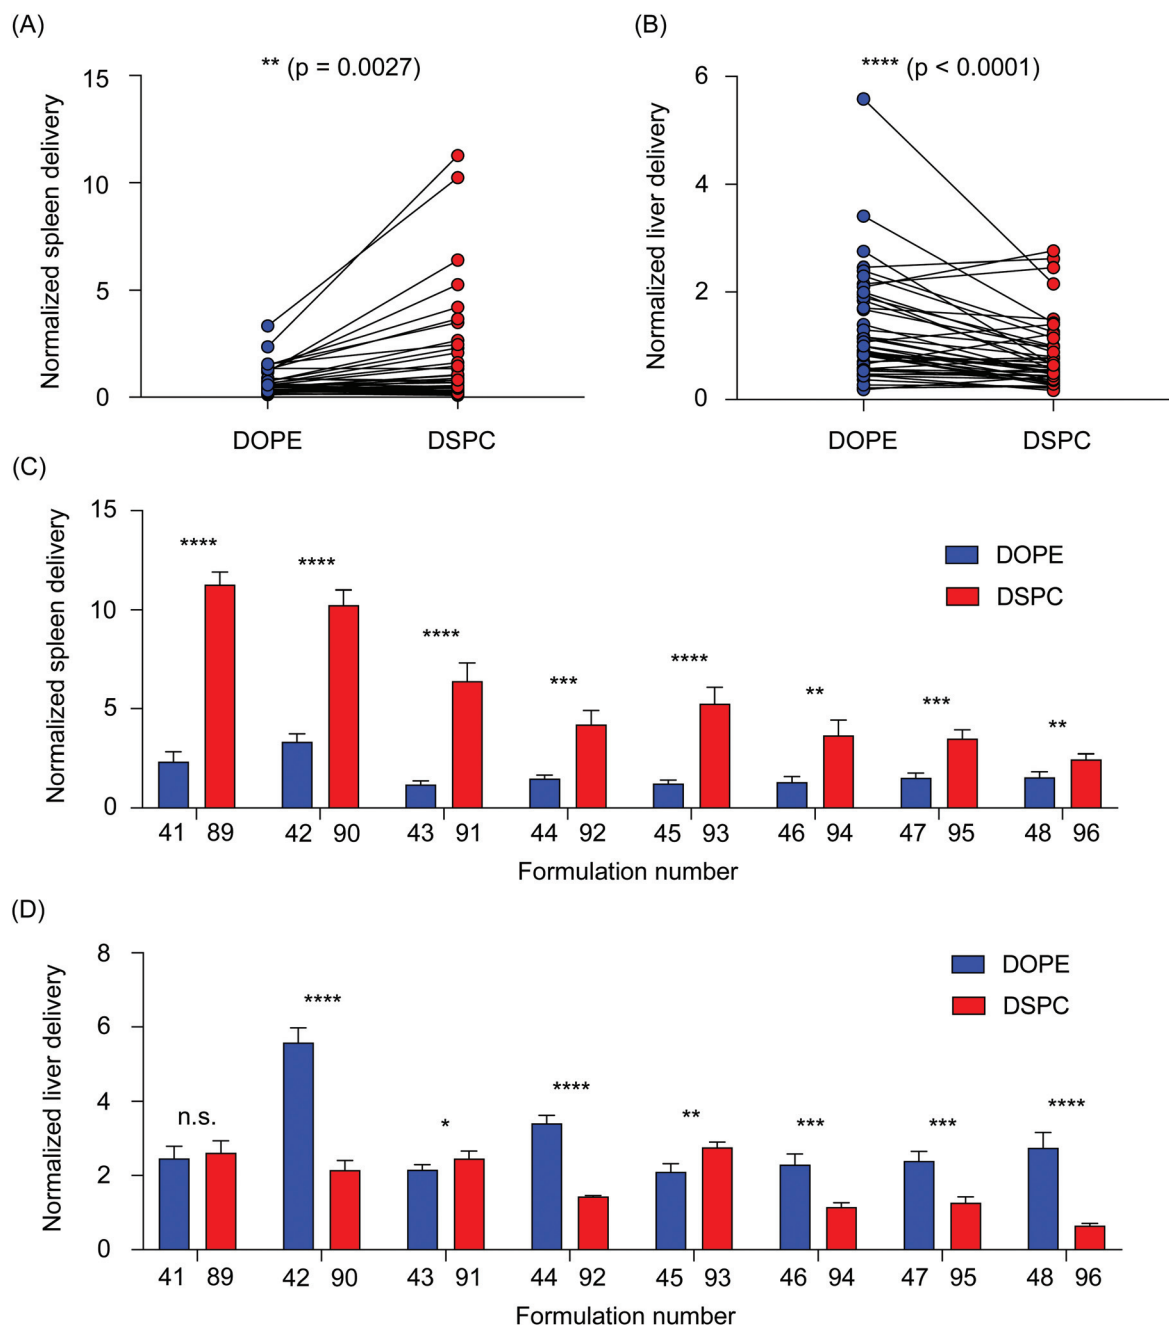 (A)
** (p = 0.0027)
Normalized spleen delivery
15
10
5
0
DOPE DSPC
(B)
**** (p < 0.0001)
Normalized liver delivery
6
4
2
0
DOPE DSPC
(C)
Normalized spleen delivery
15
10
5
0
**** **** **** *** **** ** *** **
DOPE
DSPC
41 89 42 90 43 91 44 92 45 93 46 94 47 95 48 96
Formulation number
(D)
Normalized liver delivery
8
6
4
2
0
n.s. **** * **** ** *** *** ****
DOPE
DSPC
41 89 42 90 43 91 44 92 45 93 46 94 47 95 48 96
Formulation number